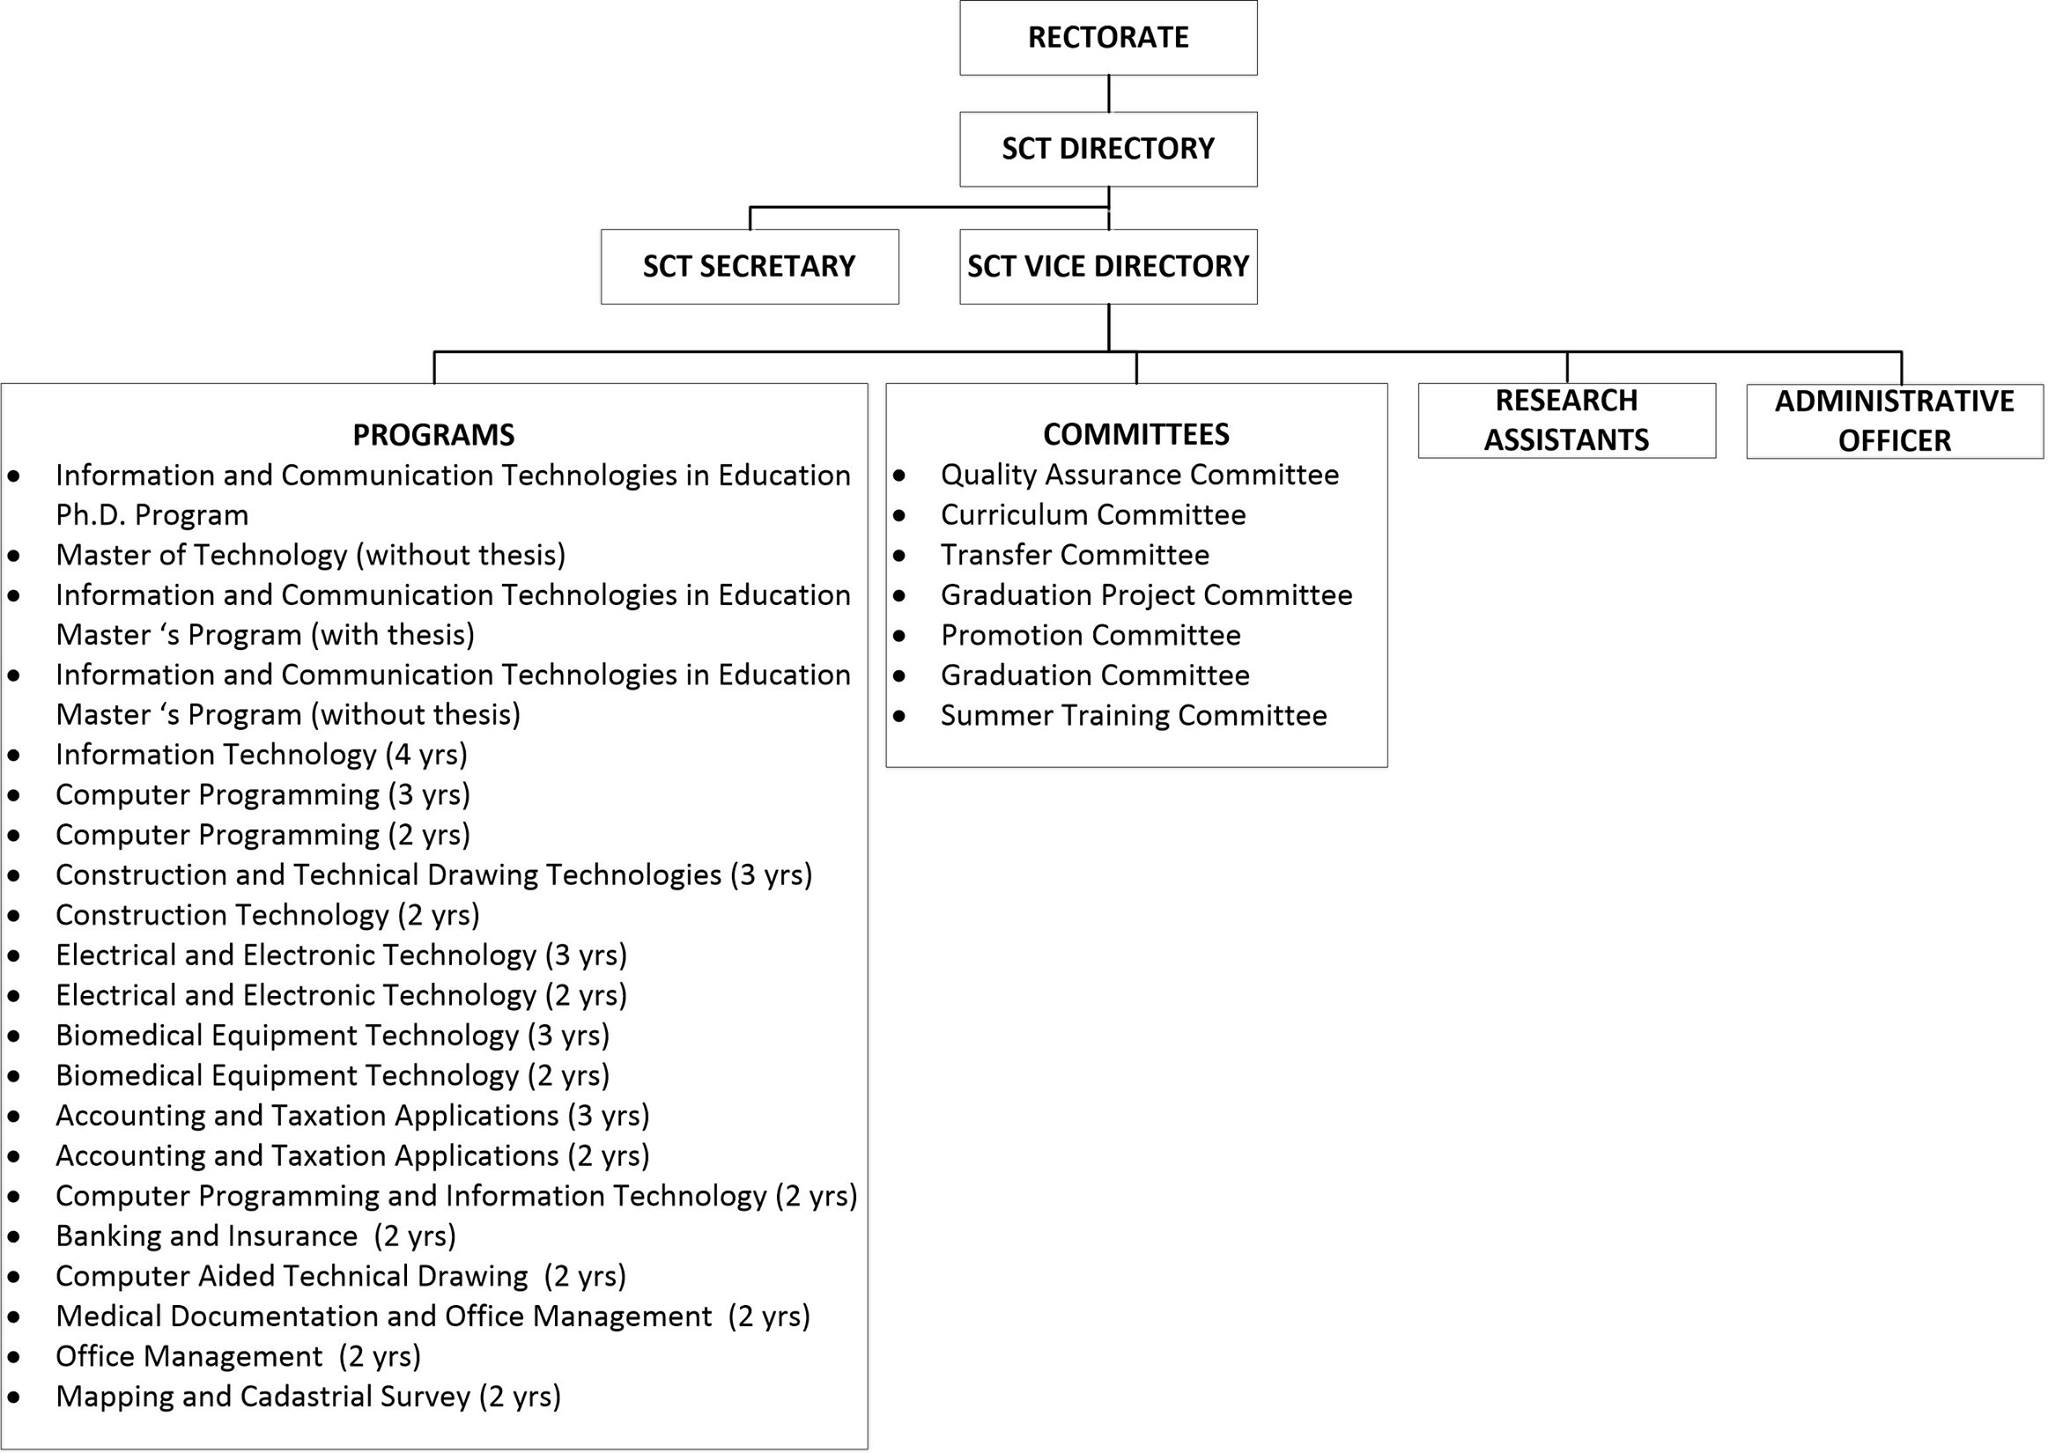 RECTORATE
SCT DIRECTORY
SCT SECRETARY
SCT VICE DIRECTORY
PROGRAMS
• Information and Communication Technologies in Education
Ph.D. Program
• Master of Technology (without thesis)
• Information and Communication Technologies in Education
Master ‘s Program (with thesis)
• Information and Communication Technologies in Education
Master ‘s Program (without thesis)
• Information Technology (4 yrs)
• Computer Programming (3 yrs)
• Computer Programming (2 yrs)
• Construction and Technical Drawing Technologies (3 yrs)
• Construction Technology (2 yrs)
• Electrical and Electronic Technology (3 yrs)
• Electrical and Electronic Technology (2 yrs)
• Biomedical Equipment Technology (3 yrs)
• Biomedical Equipment Technology (2 yrs)
• Accounting and Taxation Applications (3 yrs)
• Accounting and Taxation Applications (2 yrs)
• Computer Programming and Information Technology (2 yrs)
• Banking and Insurance (2 yrs)
• Computer Aided Technical Drawing (2 yrs)
• Medical Documentation and Office Management (2 yrs)
• Office Management (2 yrs)
• Mapping and Cadastrial Survey (2 yrs)
COMMITTEES
• Quality Assurance Committee
• Curriculum Committee
• Transfer Committee
• Graduation Project Committee
• Promotion Committee
• Graduation Committee
• Summer Training Committee
RESEARCH
ASSISTANTS
ADMINISTRATIVE
OFFICER